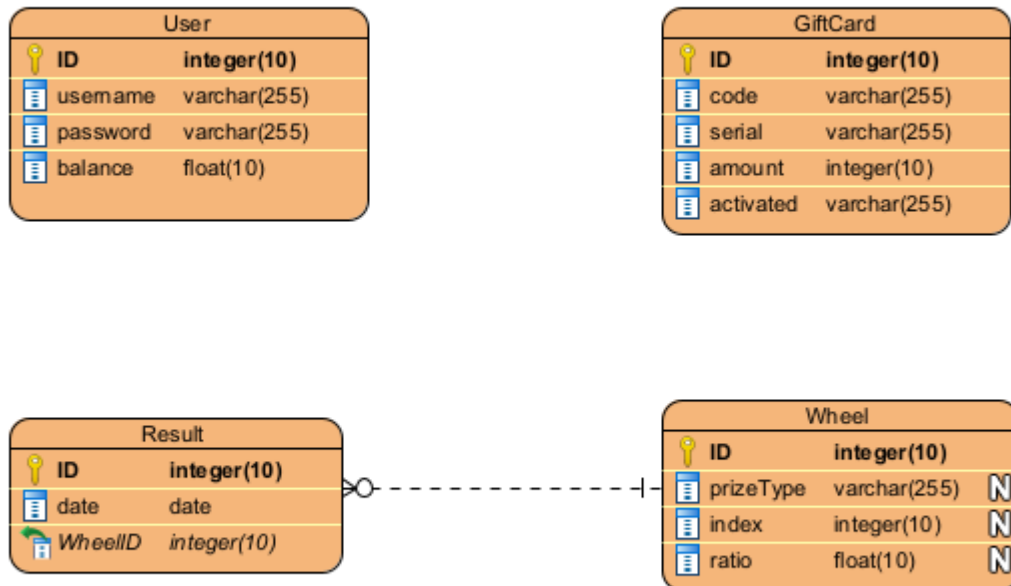 User
ID integer(10)
username varchar(255)
password varchar(255)
balance float(10)
GiftCard
ID integer(10)
code varchar(255)
serial varchar(255)
amount integer(10)
activated varchar(255)
Result
ID integer(10)
date date
WheelID integer(10)
Wheel
ID integer(10)
prizeType varchar(255) N
index integer(10) N
ratio float(10) N